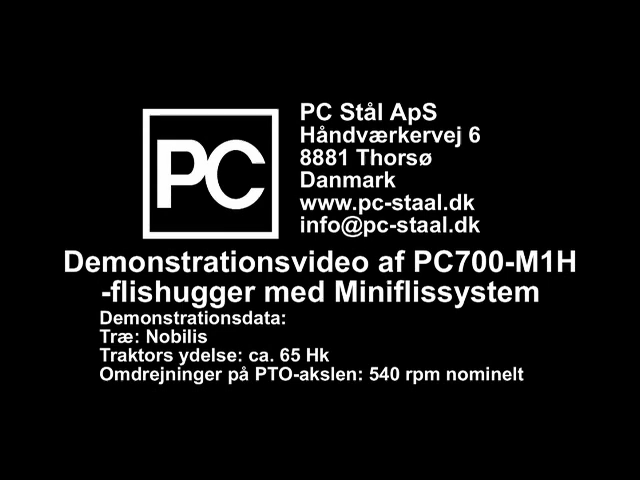 PC
PC Stål ApS
Håndværkervej 6
8881 Thorsø
Danmark
www.pc-staal.dk
info@pc-staal.dk
Demonstrationsvideo af PC700-M1H
-flishugger med Miniflissystem
Demonstrationsdata:
Træ: Nobilis
Traktors ydelse: ca. 65 Hk
Omdrejninger på PTO-akslen: 540 rpm nominelt